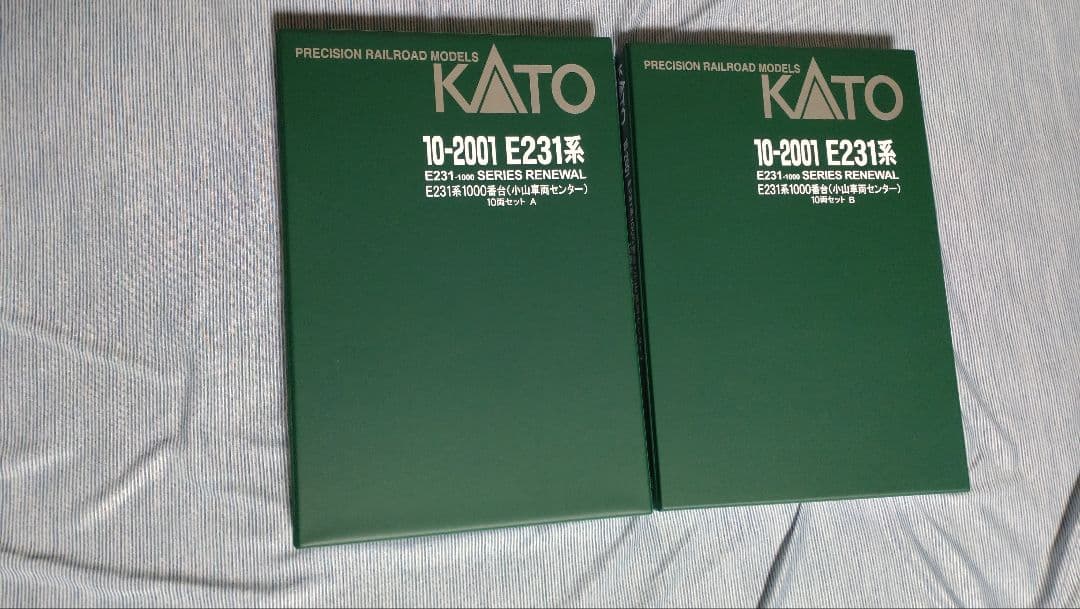 PRECISION RAILROAD MODELS
KATO
10-2001 E231系
E231-1000 SERIES RENEWAL
E231系1000番台(小山車両センター)
10両セット A
PRECISION RAILROAD MODELS
KATO
10-2001 E231系
E231-1000 SERIES RENEWAL
E231系1000番台(小山車両センター)
10両セット B
KATO